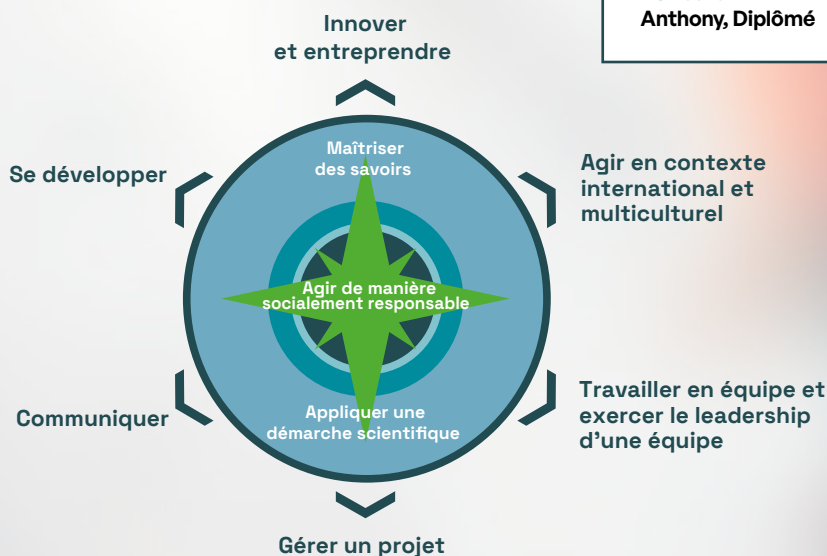 Anthony, Diplômé
Innover
et entreprendre
Maîtriser
des savoirs
Se développer
Agir en contexte
international et
multiculturel
Agir de manière
socialement responsable
Communiquer
Appliquer une
démarche scientifique
Travailler en équipe et
exercer le leadership
d'une équipe
Gérer un projet